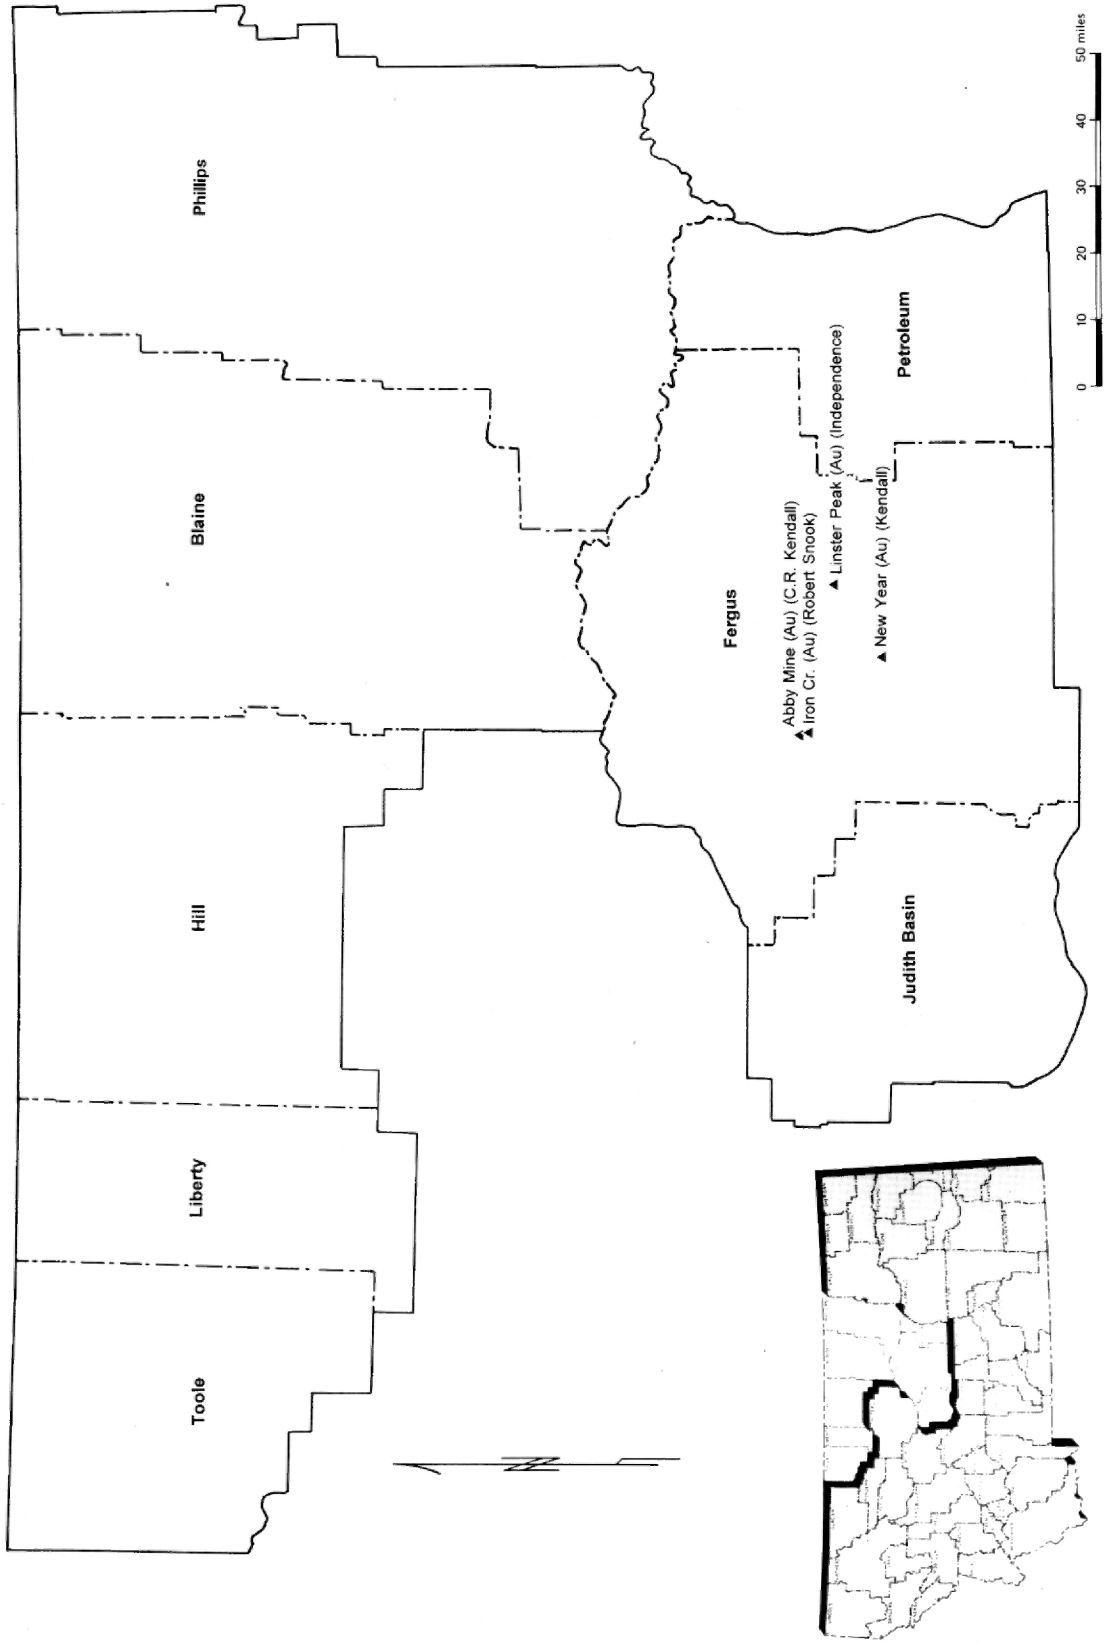 Toole
Liberty
Hill
Blaine
Phillips
Fergus
Abby Mine (Au) (C.R. Kendall)
Iron Cr. (Au) (Robert Snook)
Linster Peak (Au) (Independence)
New Year (Au) (Kendall)
Judith Basin
Petroleum
0 10 20 30 40 50 miles